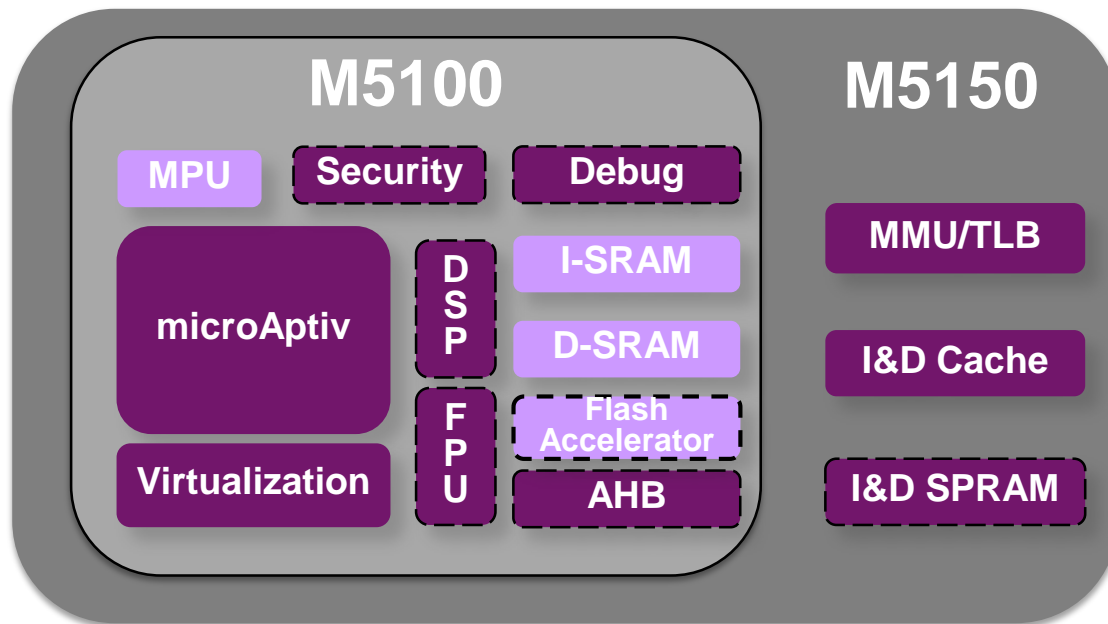 M5100
M5150
MPU
Security
Debug
MMU/TLB
I-SRAM
D
S
P
microAptiv
D-SRAM
I&D Cache
Flash
Accelerator
F
P
U
Virtualization
AHB
I&D SPRAM